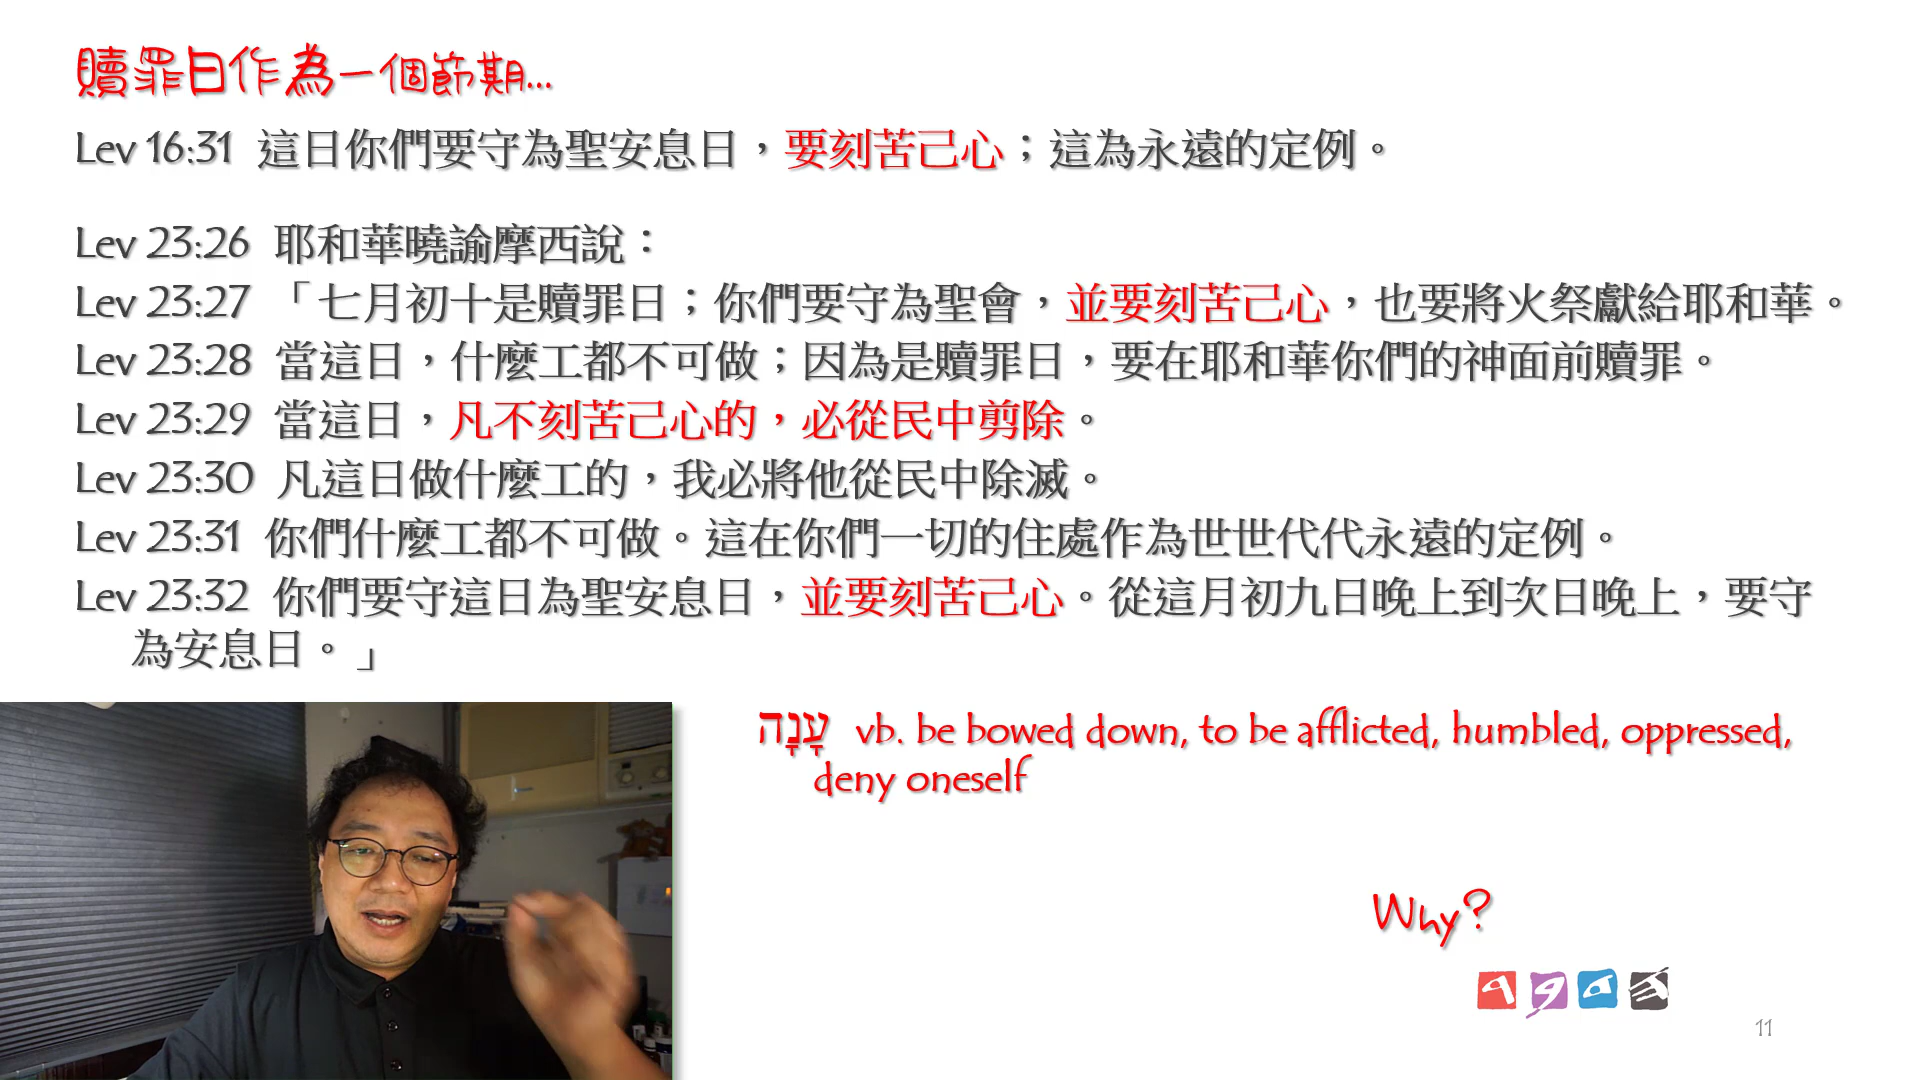 贖罪日作為一個節期...
Lev 16:31 這日你們要守為聖安息日，要刻苦己心；這為永遠的定例。
Lev 23:26 耶和華曉諭摩西說：
Lev 23:27 「七月初十是贖罪日；你們要守為聖會，並要刻苦己心，也要將火祭獻給耶和華。
Lev 23:28 當這日，什麼工都不可做；因為是贖罪日，要在耶和華你們的神面前贖罪。
Lev 23:29 當這日，凡不刻苦己心的，必從民中剪除。
Lev 23:30 凡這日做什麼工的，我必將他從民中除滅。
Lev 23:31 你們什麼工都不可做。這在你們一切的住處作為世世代代永遠的定例。
Lev 23:32 你們要守這日為聖安息日，並要刻苦己心。從這月初九日晚上到次日晚上，要守
為安息日。」
עָנָה vb. be bowed down, to be afflicted, humbled, oppressed,
deny oneself
Why?
11